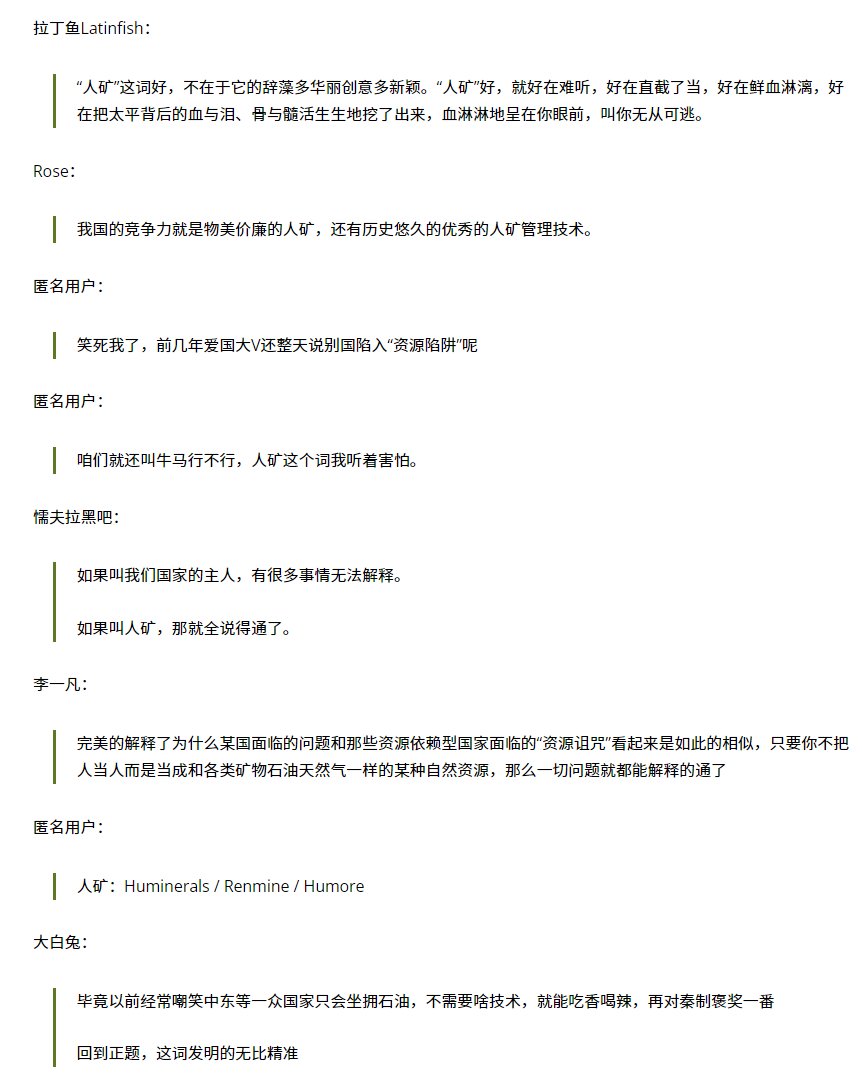 拉丁鱼Latinfish：
“人矿”这词好，不在于它的辞藻多华丽创意多新颖。“人矿”好，就好在难听，好在直截了当，好在鲜血淋漓，好
在把太平背后的血与泪、骨与髓活生生地挖了出来，血淋淋地呈在你眼前，叫你无从可逃。
Rose：
我国的竞争力就是物美价廉的人矿，还有历史悠久的优秀的人矿管理技术。
匿名用户：
笑死我了，前几年爱国大V还整天说别国陷入“资源陷阱”呢
匿名用户：
咱们就还叫牛马行不行，人矿这个词我听着害怕。
懦夫拉黑吧：
如果叫我们国家的主人，有很多事情无法解释。
如果叫人矿，那就全说得通了。
李一凡：
完美的解释了为什么某国面临的问题和那些资源依赖型国家面临的“资源诅咒”看起来是如此的相似，只要你不把
人当人而是当成和各类矿物石油天然气一样的某种自然资源，那么一切问题就都能解释的通了
匿名用户：
人矿：Huminerals / Renmine / Humore
大白兔：
毕竟以前经常嘲笑中东等一众国家只会坐拥石油，不需要啥技术，就能吃香喝辣，再对秦制褒奖一番
回到正题，这词发明的无比精准